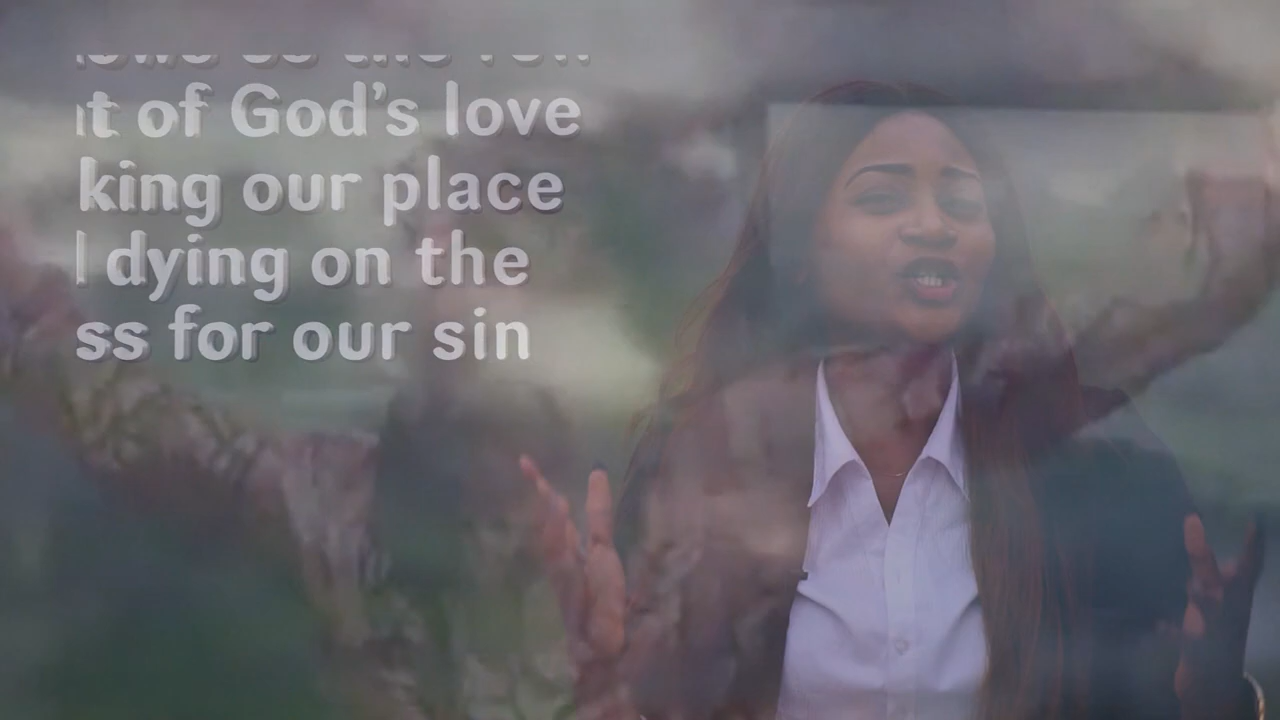 of God's love
king our place
dying on the
ss for our sin